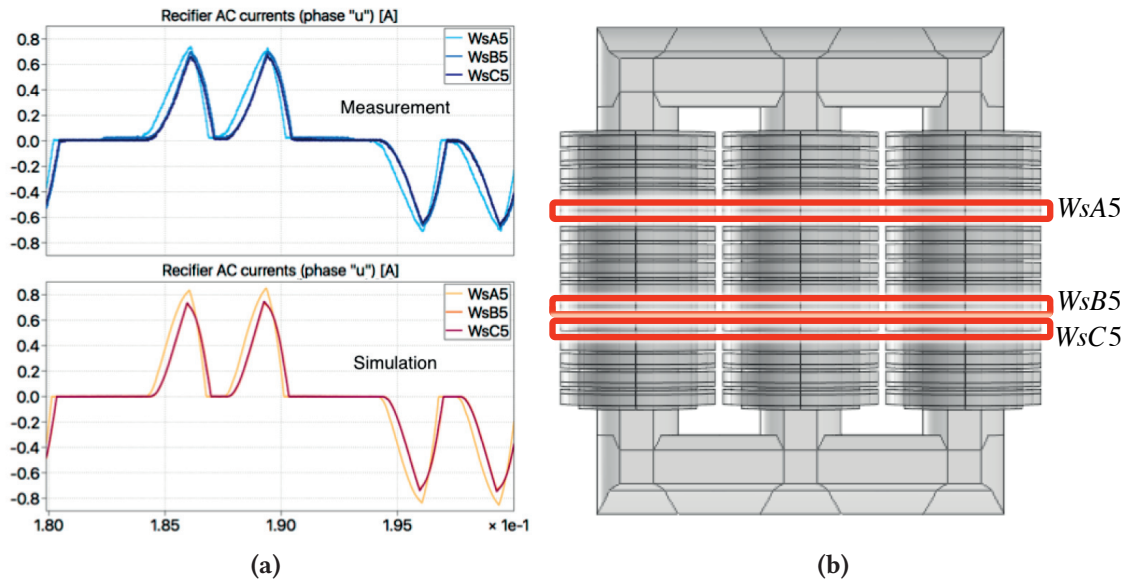 Rectifier AC currents (phase "u") [A]
0.8
0.6
0.4
0.2
0.0
-0.2
-0.4
-0.6
-0.8
WsA5
WsB5
WsC5
Measurement
Rectifier AC currents (phase "u") [A]
0.8
0.6
0.4
0.2
0.0
-0.2
-0.4
-0.6
-0.8
WsA5
WsB5
WsC5
Simulation
1.80 1.85 1.90 1.95 × 1e-1
(a)
WsA5
WsB5
WsC5
(b)